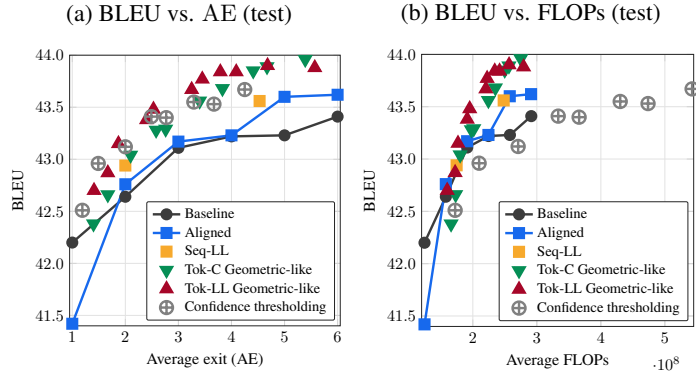 (a) BLEU vs. AE (test)
44.0
43.5
43.0
42.5
42.0
41.5
BLEU
1 2 3 4 5 6
Average exit (AE)
Baseline
Aligned
Seq-LL
Tok-C Geometric-like
Tok-LL Geometric-like
Confidence thresholding
(b) BLEU vs. FLOPs (test)
44.0
43.5
43.0
42.5
42.0
41.5
BLEU
2 4
Average FLOPs
·10⁸
Baseline
Aligned
Seq-LL
Tok-C Geometric-like
Tok-LL Geometric-like
Confidence thresholding